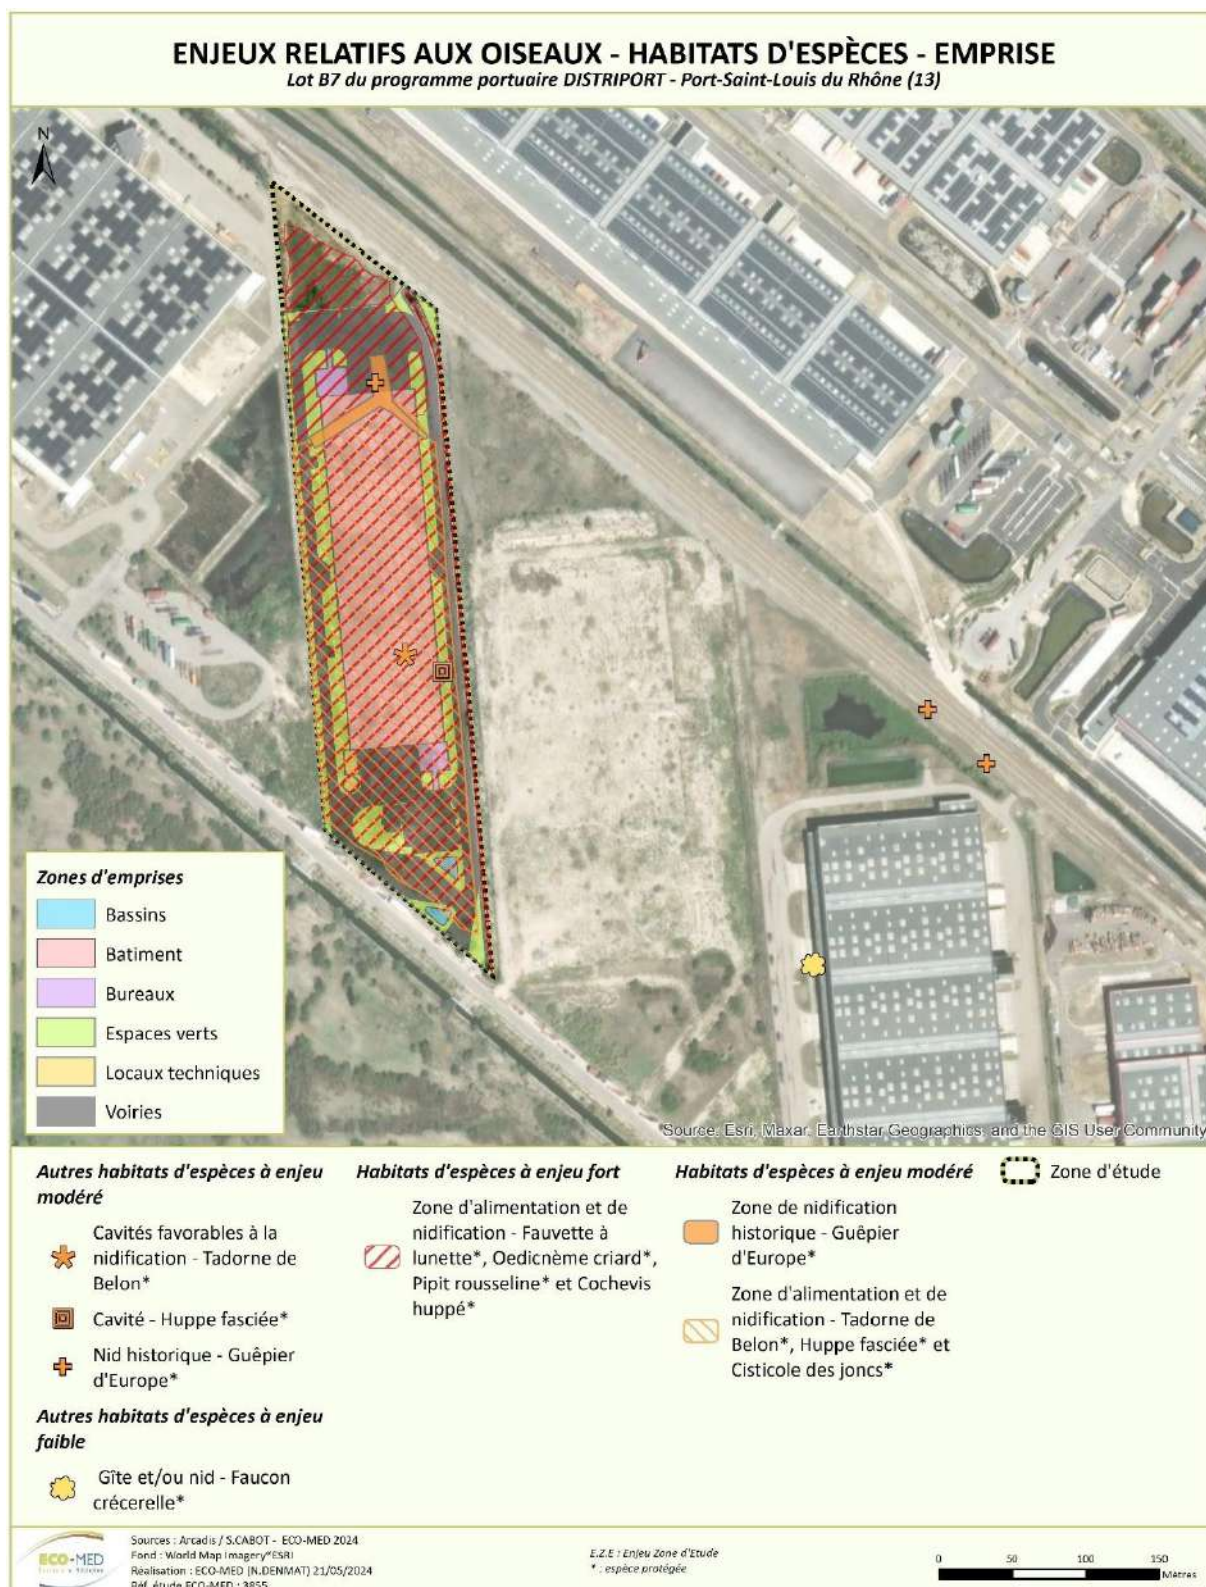 ENJEUX RELATIFS AUX OISEAUX - HABITATS D'ESPÈCES - EMPRISE
Lot B7 du programme portuaire DISTRIPORT - Port-Saint-Louis du Rhône (13)
N
Zones d'emprises
Bassins
Batiment
Bureaux
Espaces verts
Locaux techniques
Voiries
Source: Esri, Maxar, Earthstar Geographics, and the GIS User Community
Autres habitats d'espèces à enjeu
modéré
Cavités favorables à la
nidification - Tadorne de
Belon*
Cavité - Huppe fasciée*
Nid historique - Guêpier
d'Europe*
Autres habitats d'espèces à enjeu
faible
Gîte et/ou nid - Faucon
crécerelle*
Habitats d'espèces à enjeu fort
Zone d'alimentation et de
nidification - Fauvette à
lunette*, Oedicnème criard*,
Pipit rousseline* et Cochevis
huppé*
Habitats d'espèces à enjeu modéré
Zone de nidification
historique - Guêpier
d'Europe*
Zone d'alimentation et de
nidification - Tadorne de
Belon*, Huppe fasciée* et
Cisticole des joncs*
Zone d'étude
ECO-MED
Sources : Arcadis / S.CABOT - ECO-MED 2024
Fond : World Map Imagery®ESRI
Réalisation : ECO-MED (N.DENMAT) 21/05/2024
Réf. étude ECO-MED : 3855
E.Z.E : Enjeu Zone d'Etude
* : espèce protégée
0 50 100 150
Mètres